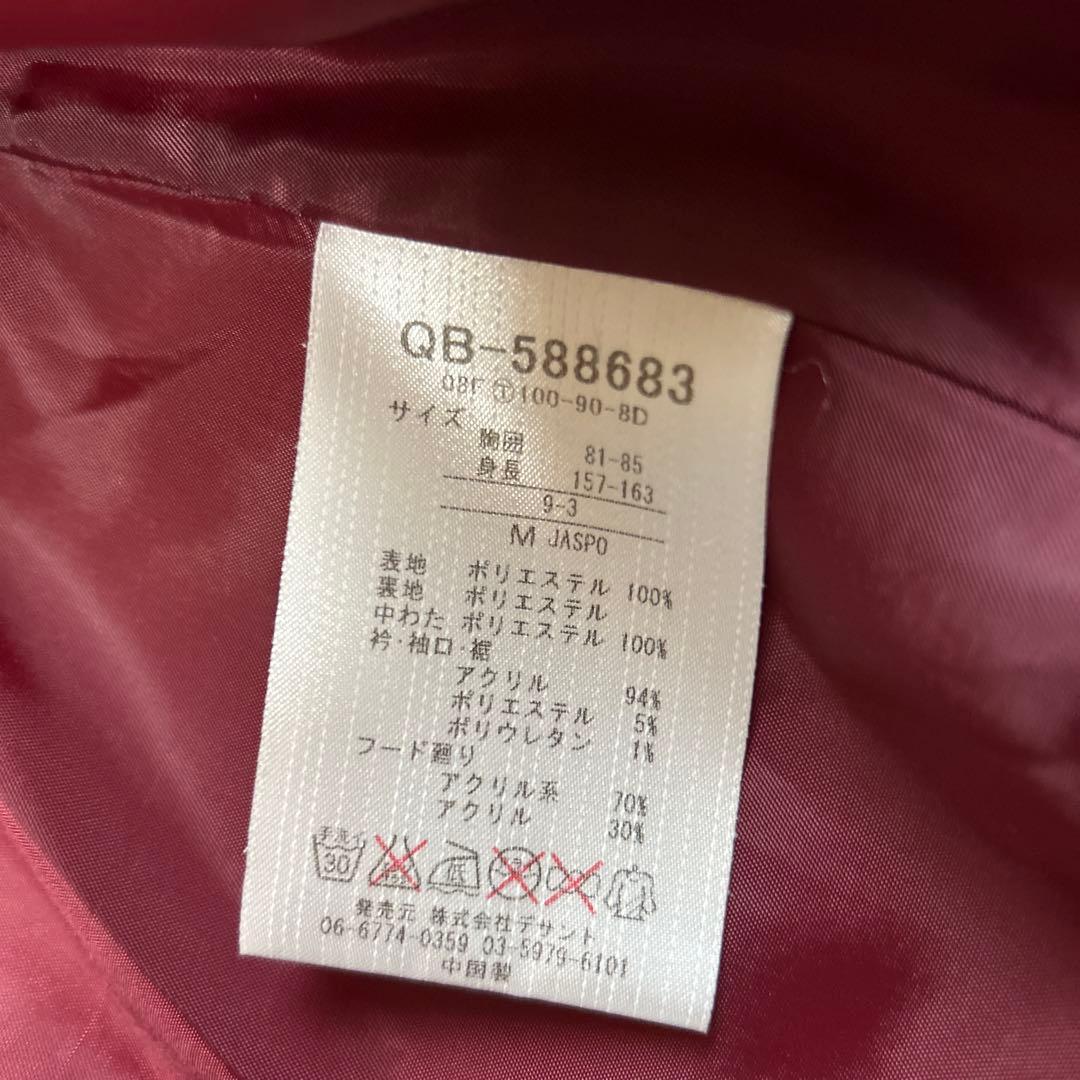 QB-588683
08F Ⓣ100-90-8D
サイズ
胸囲 81-85
身長 157-163
9-3
M JASPO
表地 ポリエステル 100%
裏地 ポリエステル
中わた ポリエステル 100%
衿・袖口・裾
アクリル 94%
ポリエステル 5%
ポリウレタン 1%
フード廻り
アクリル系 70%
アクリル 30%
手洗イ
30 低
発売元 株式会社デサント
06-6774-0359 03-5979-6101
中国製